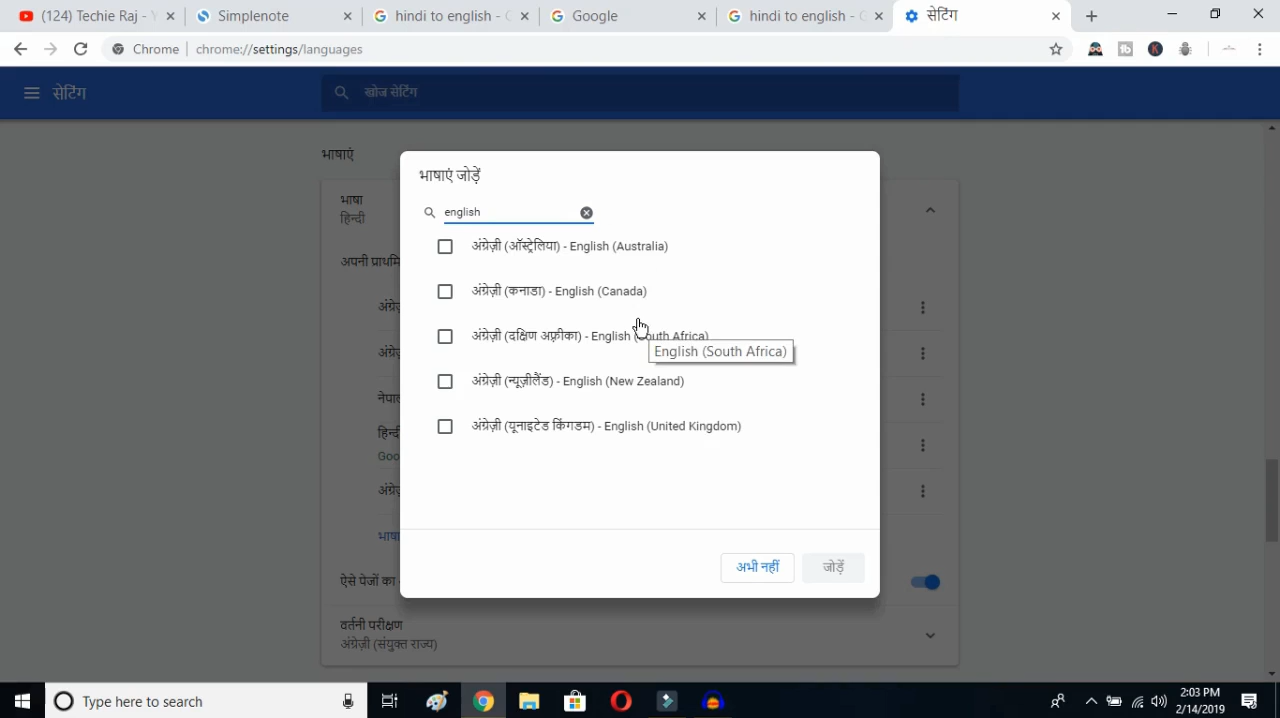 (124) Techie Raj -
Simplenote
hindi to english -
Google
hindi to english -
सेटिंग
Chrome
chrome://settings/languages
सेटिंग
खोज सेटिंग
भाषाएं
भाषा
हिन्दी
भाषाएं जोड़ें
english
अंग्रेज़ी (ऑस्ट्रेलिया) - English (Australia)
अंग्रेज़ी (कनाडा) - English (Canada)
अंग्रेज़ी (दक्षिण अफ़्रीका) - English (South Africa)
English (South Africa)
अंग्रेज़ी (न्यूज़ीलैंड) - English (New Zealand)
अंग्रेज़ी (यूनाइटेड किंगडम) - English (United Kingdom)
अभी नहीं
जोड़ें
ऐसे पेजों का
वर्तनी परीक्षण
अंग्रेज़ी (संयुक्त राज्य)
Type here to search
2:03 PM
2/14/2019